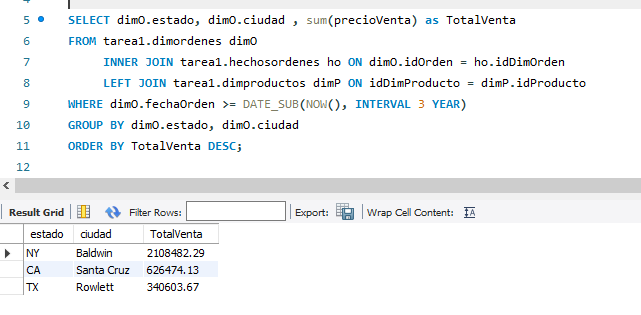 5 SELECT dimO.estado, dimO.ciudad , sum(precioVenta) as TotalVenta
6 FROM tarea1.dimordenes dimO
7 INNER JOIN tarea1.hechosordenes ho ON dimO.idOrden = ho.idDimOrden
8 LEFT JOIN tarea1.dimproductos dimP ON idDimProducto = dimP.idProducto
9 WHERE dimO.fechaOrden >= DATE_SUB(NOW(), INTERVAL 3 YEAR)
10 GROUP BY dimO.estado, dimO.ciudad
11 ORDER BY TotalVenta DESC;
12
Result Grid Filter Rows: Export: Wrap Cell Content:
estado ciudad TotalVenta
NY Baldwin 2108482.29
CA Santa Cruz 626474.13
TX Rowlett 340603.67